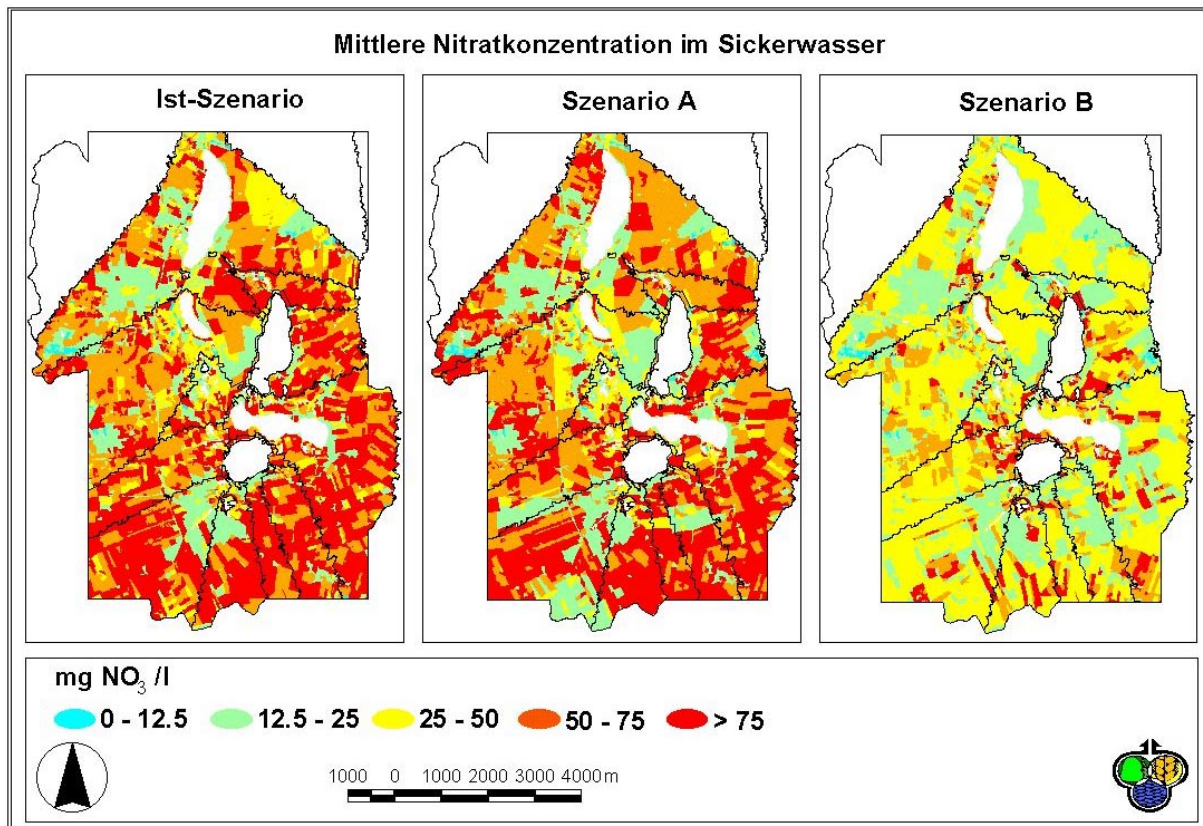 Mittlere Nitratkonzentration im Sickerwasser
Ist-Szenario
Szenario A
Szenario B
mg NO3 /l
0 - 12.5
12.5 - 25
25 - 50
50 - 75
> 75
1000 0 1000 2000 3000 4000 m